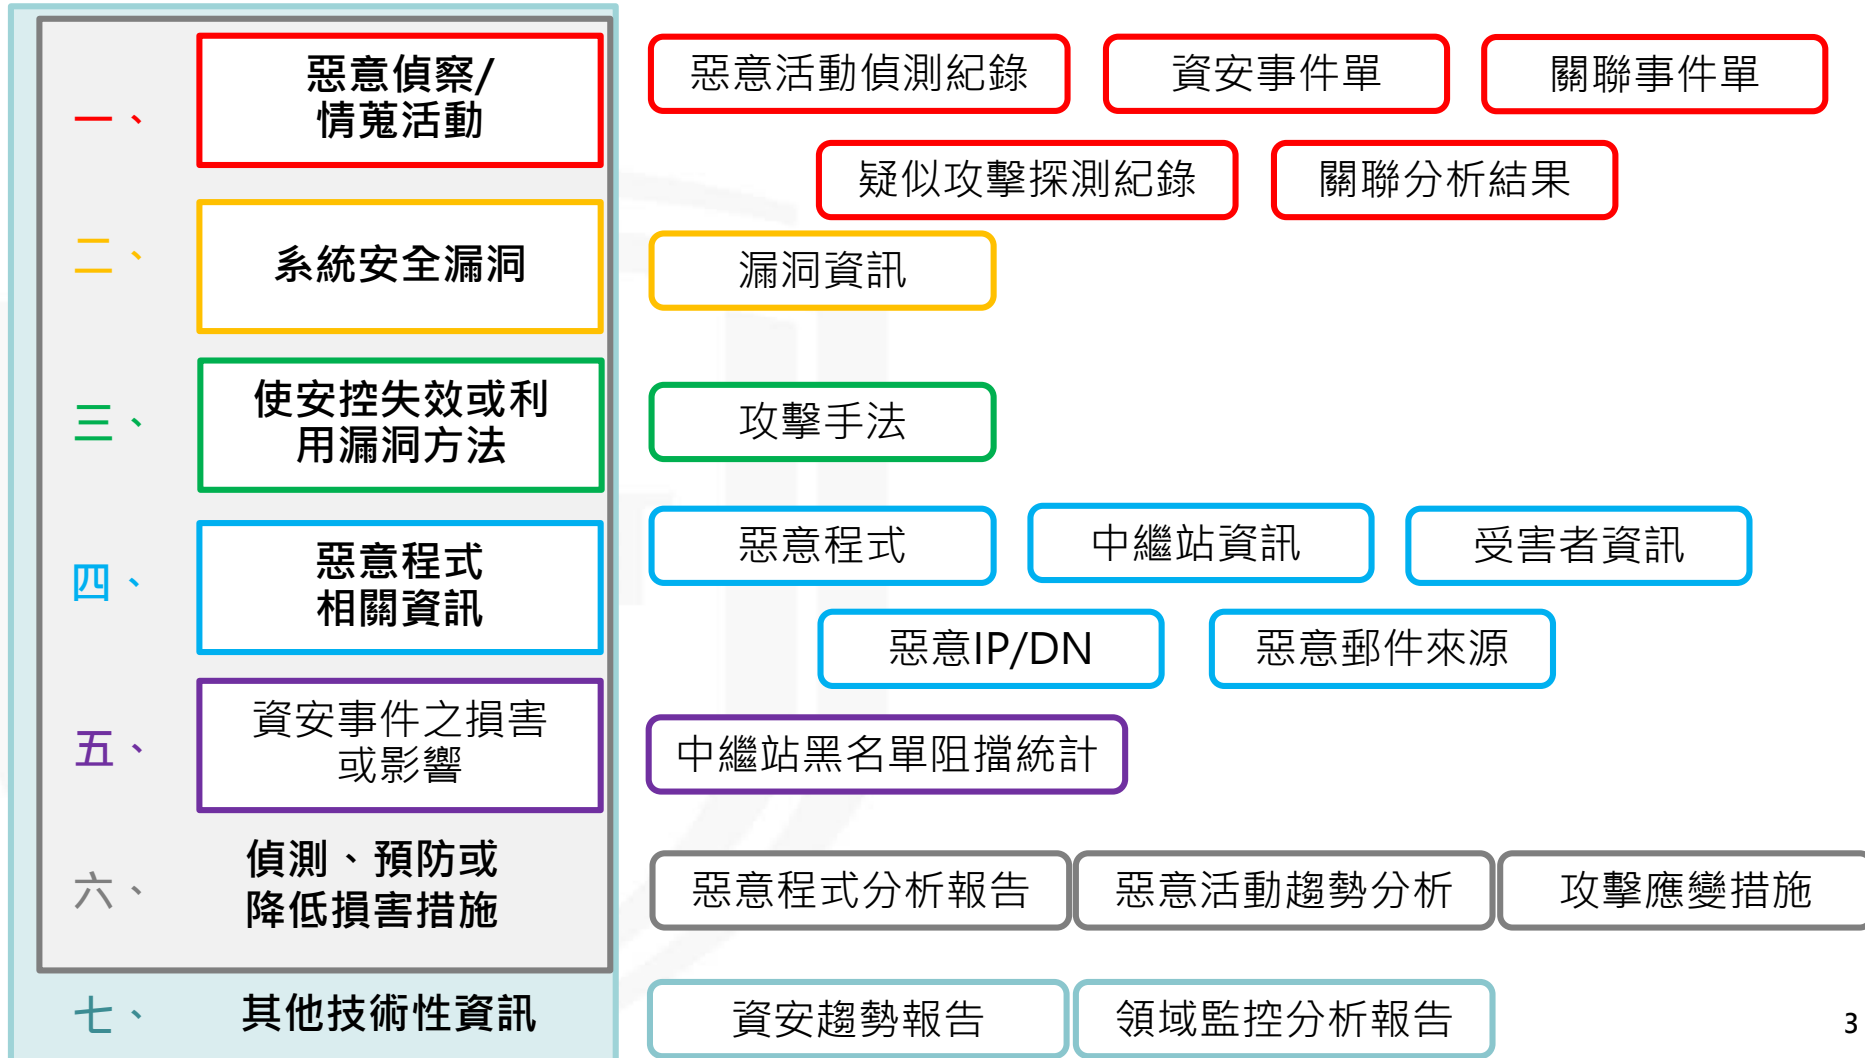 一、
惡意偵察/
情蒐活動
惡意活動偵測紀錄
資安事件單
關聯事件單
疑似攻擊探測紀錄
關聯分析結果
二、
系統安全漏洞
漏洞資訊
三、
使安控失效或利
用漏洞方法
攻擊手法
四、
惡意程式
相關資訊
惡意程式
中繼站資訊
受害者資訊
惡意IP/DN
惡意郵件來源
五、
資安事件之損害
或影響
中繼站黑名單阻擋統計
六、
偵測、預防或
降低損害措施
惡意程式分析報告
惡意活動趨勢分析
攻擊應變措施
七、
其他技術性資訊
資安趨勢報告
領域監控分析報告
3